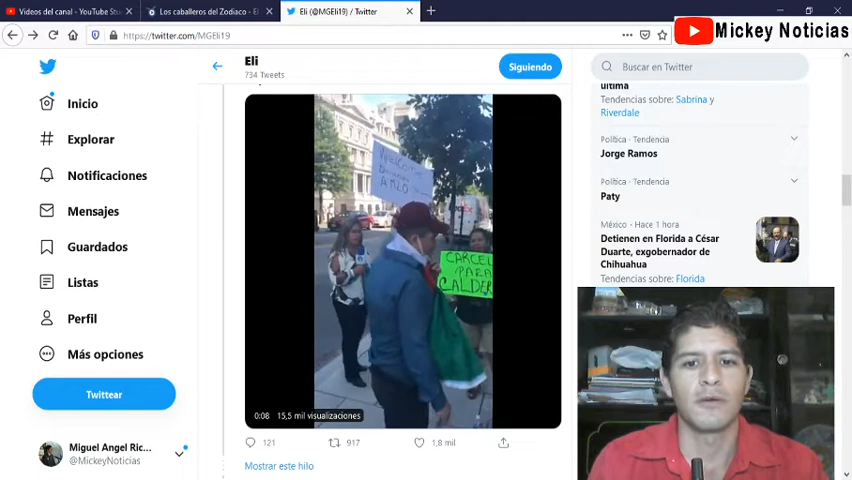 Videos del canal - YouTube Stu
Los caballeros del Zodiaco - El
Eli (@MGEli19) / Twitter
https://twitter.com/MGEli19
Mickey Noticias
Inicio
Explorar
Notificaciones
Mensajes
Guardados
Listas
Perfil
Más opciones
Twittear
Miguel Angel Ric...
@MickeyNoticias
Eli
734 Tweets
Siguiendo
WelCome
AMLO
CARCEL
PARA
CALDER
0:08 15,5 mil visualizaciones
121 917 1,8 mil
Mostrar este hilo
Buscar en Twitter
última
Tendencias sobre: Sabrina y
Riverdale
Política · Tendencia
Jorge Ramos
Política · Tendencia
Paty
México · Hace 1 hora
Detienen en Florida a César
Duarte, exgobernador de
Chihuahua
Tendencias sobre: Florida